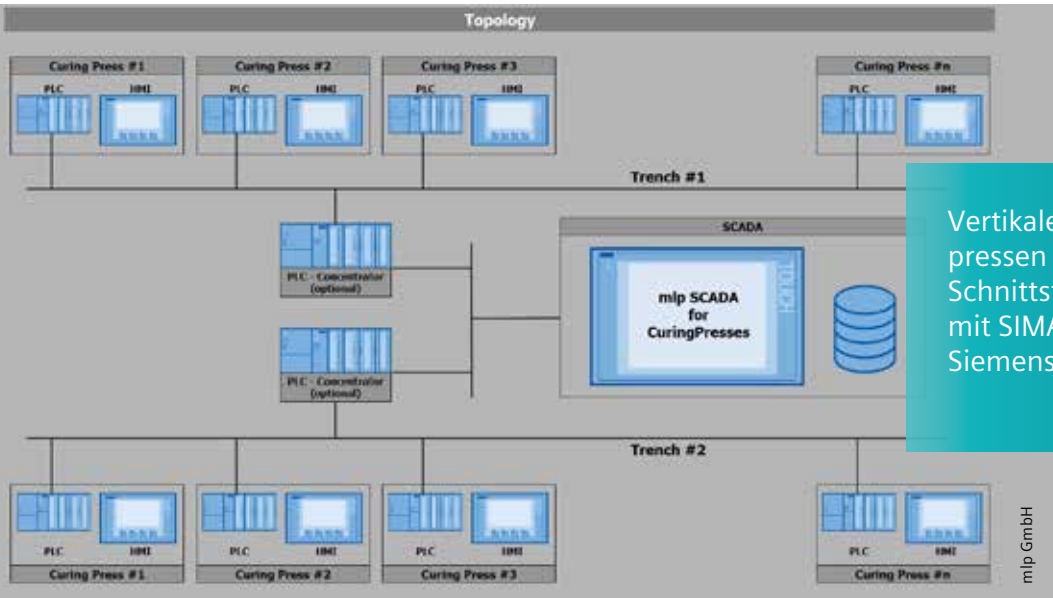 Topology
Curing Press #1
Curing Press #2
Curing Press #3
Curing Press #n
PLC HMI
PLC HMI
PLC HMI
PLC HMI
Trench #1
PLC - Concentrator
(optional)
SCADA
mlp SCADA
for
CuringPresses
PLC - Concentrator
(optional)
Vertikale
pressen
mit SIMA
Siemens
Trench #2
PLC HMI
PLC HMI
PLC HMI
PLC HMI
Curing Press #1
Curing Press #2
Curing Press #3
Curing Press #n
mlp GmbH